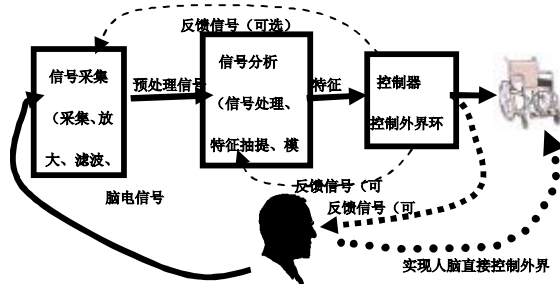 反馈信号（可选）
信号采集
（采集、放
大、滤波、
预处理信号
信号分析
（信号处理、
特征抽提、模
特征
控制器
控制外界环
反馈信号（可
反馈信号（可
脑电信号
实现人脑直接控制外界